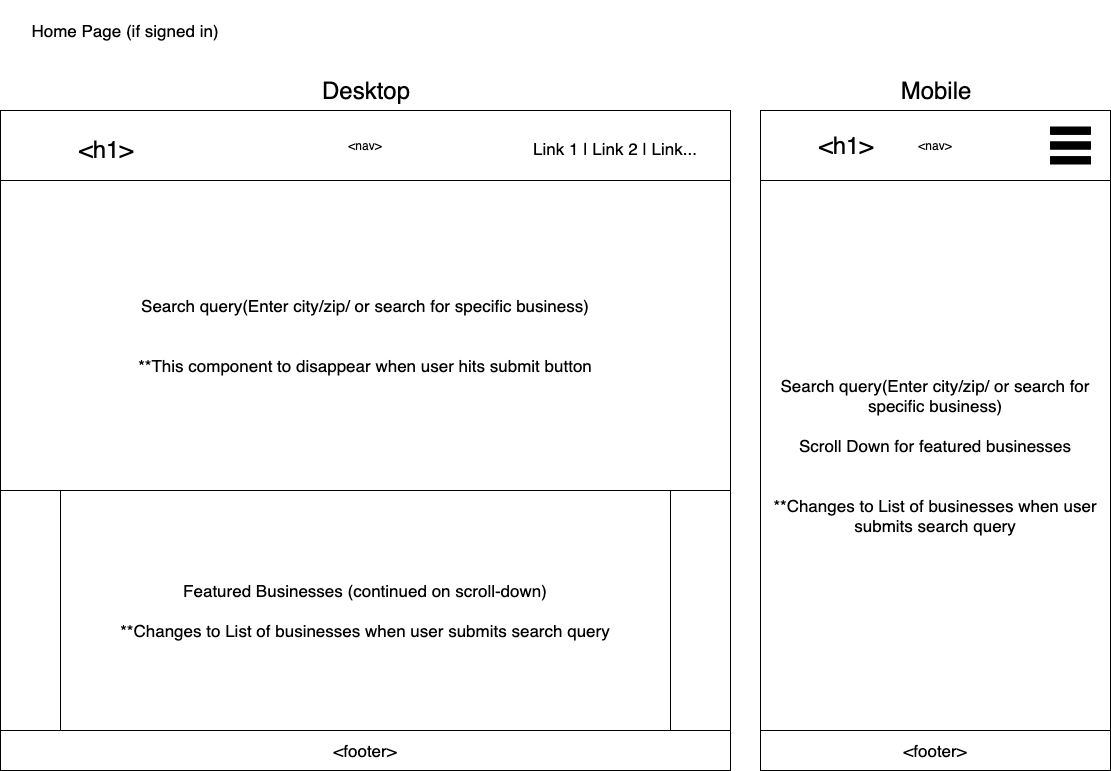 Home Page (if signed in)
Desktop
<h1>
<nav>
Link 1 | Link 2 | Link...
Search query(Enter city/zip/ or search for specific business)
**This component to disappear when user hits submit button
Featured Businesses (continued on scroll-down)
**Changes to List of businesses when user submits search query
<footer>
Mobile
<h1>
<nav>
Search query(Enter city/zip/ or search for
specific business)
Scroll Down for featured businesses
**Changes to List of businesses when user
submits search query
<footer>